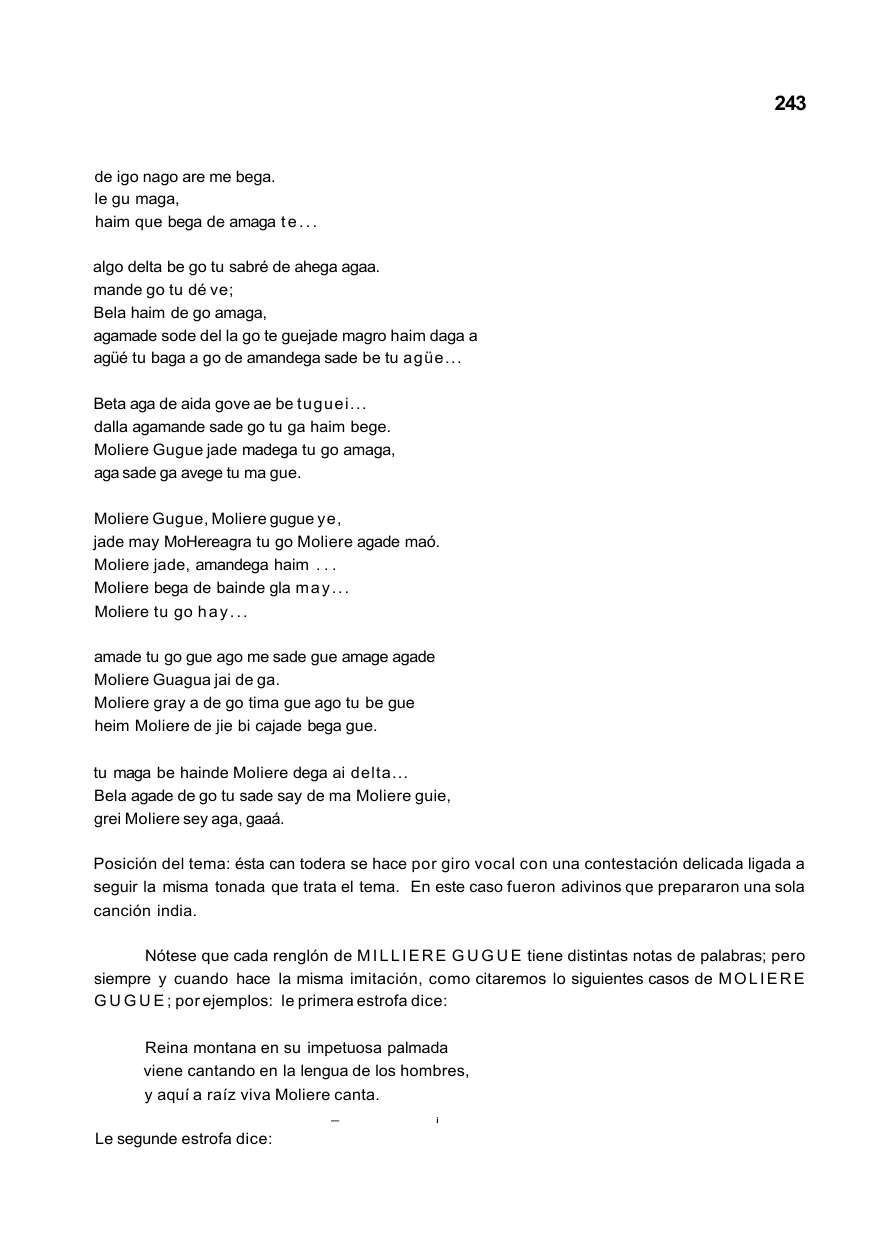 243
de igo nago are me bega.
le gu maga,
haim que bega de amaga te...
algo delta be go tu sabré de ahega agaa.
mande go tu dé ve;
Bela haim de go amaga,
agamade sode del la go te guejade magro haim daga a
agüé tu baga a go de amandega sade be tu agüe...
Beta aga de aida gove ae be tuguei...
dalla agamande sade go tu ga haim bege.
Moliere Gugue jade madega tu go amaga,
aga sade ga avege tu ma gue.
Moliere Gugue, Moliere gugue ye,
jade may MoHereagra tu go Moliere agade maó.
Moliere jade, amandega haim ...
Moliere bega de bainde gla may...
Moliere tu go hay...
amade tu go gue ago me sade gue amage agade
Moliere Guagua jai de ga.
Moliere gray a de go tima gue ago tu be gue
heim Moliere de jie bi cajade bega gue.
tu maga be hainde Moliere dega ai delta...
Bela agade de go tu sade say de ma Moliere guie,
grei Moliere sey aga, gaaá.
Posición del tema: ésta can todera se hace por giro vocal con una contestación delicada ligada a
seguir la misma tonada que trata el tema. En este caso fueron adivinos que prepararon una sola
canción india.
Nótese que cada renglón de MILLIERE GUGUE tiene distintas notas de palabras; pero
siempre y cuando hace la misma imitación, como citaremos lo siguientes casos de MOLIERE
GUGUE; por ejemplos: le primera estrofa dice:
Reina montana en su impetuosa palmada
viene cantando en la lengua de los hombres,
y aquí a raíz viva Moliere canta.
— i
Le segunde estrofa dice: